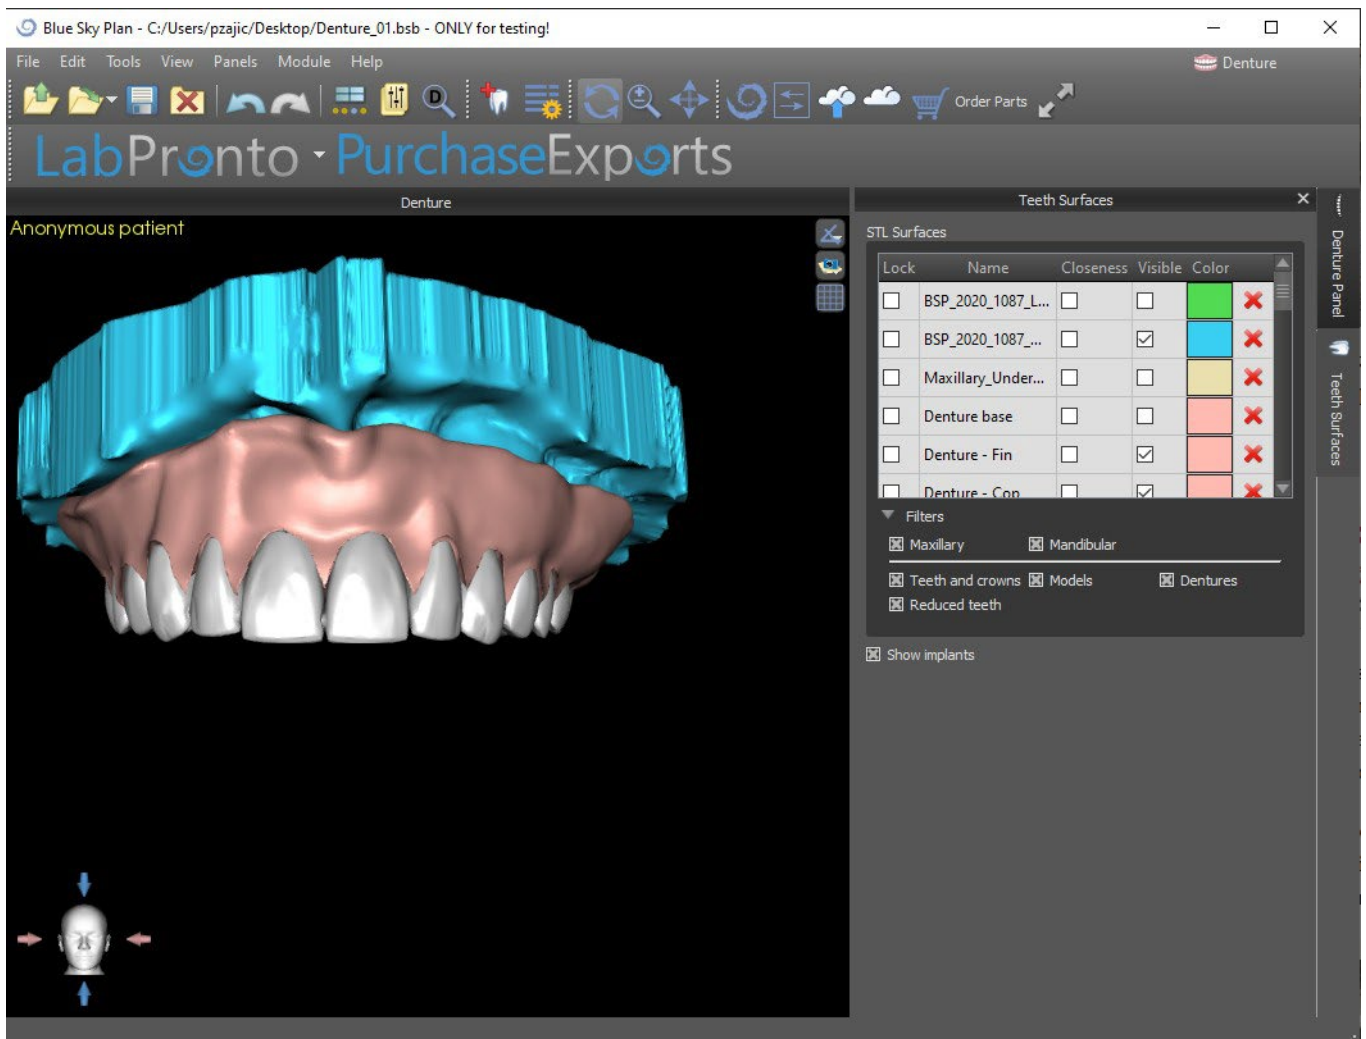 Blue Sky Plan - C:/Users/pzajic/Desktop/Denture_01.bsb - ONLY for testing!
File Edit Tools View Panels Module Help
Denture
D
Order Parts
LabPronto - PurchaseExports
Denture
Teeth Surfaces
Anonymous patient
STL Surfaces
Lock Name Closeness Visible Color
BSP_2020_1087_L...
BSP_2020_1087_...
Maxillary_Under...
Denture base
Denture - Fin
Denture - Cop
Filters
Maxillary Mandibular
Teeth and crowns Models Dentures
Reduced teeth
Show implants
Denture Panel
Teeth Surfaces